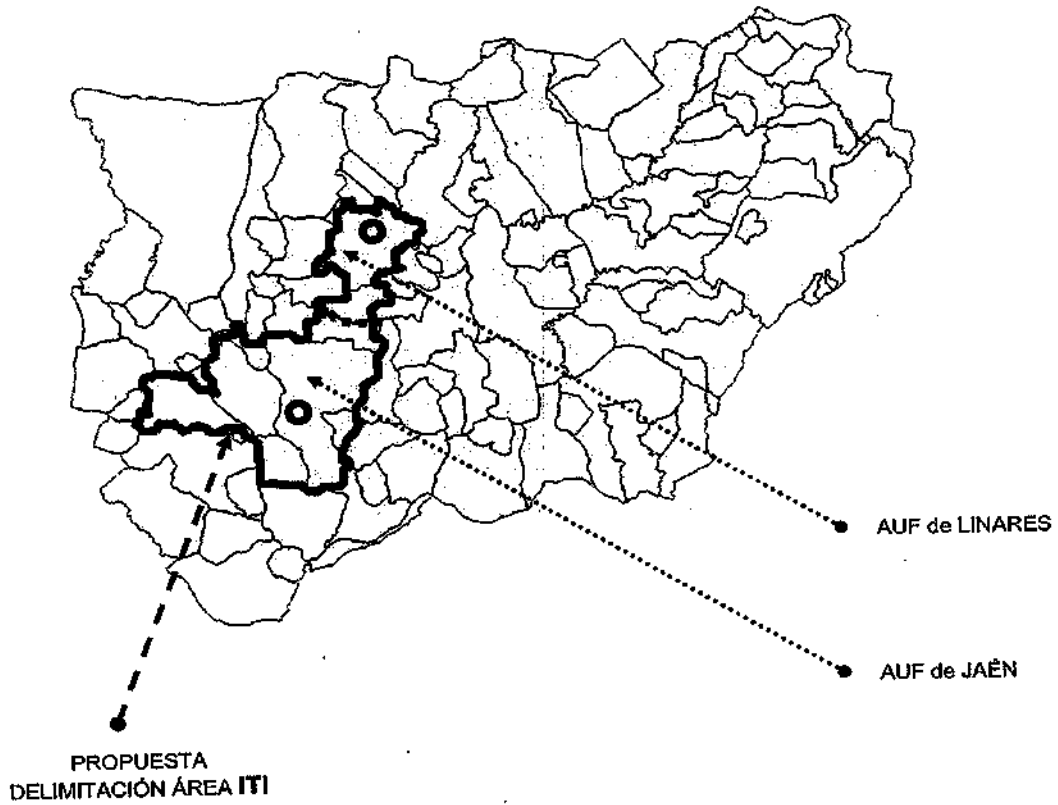 AUF de LINARES
AUF de JAÉN
PROPUESTA
DELIMITACIÓN ÁREA ITI